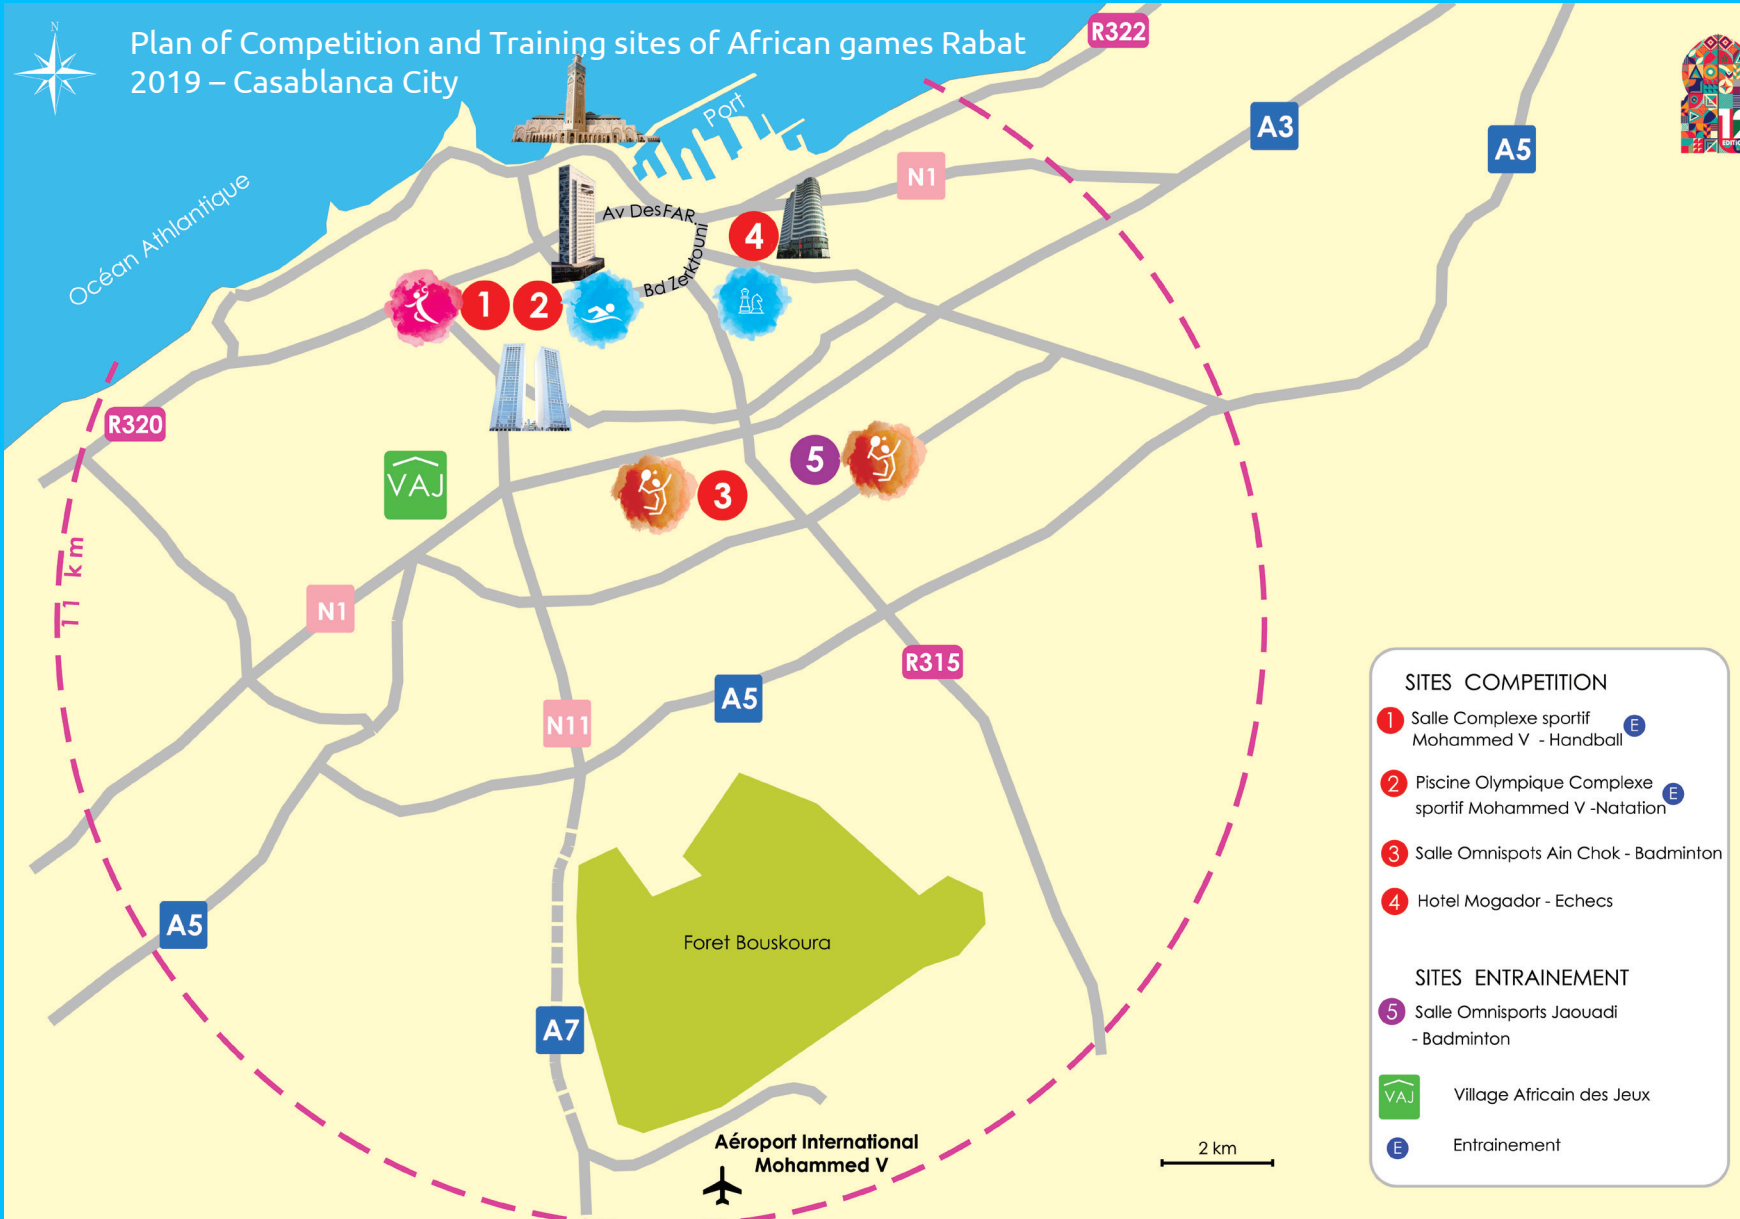 N
Plan of Competition and Training sites of African games Rabat
2019 – Casablanca City
R322
12
EDITIO
Port
A3
A5
N1
Océan Athlantique
Av DesFAR
4
Bd Zerktouni
1
2
R320
VAJ
5
3
11 km
N1
R315
A5
N11
A5
Foret Bouskoura
A7
Aéroport International
Mohammed V
2 km
SITES COMPETITION
1 Salle Complexe sportif
Mohammed V - Handball E
2 Piscine Olympique Complexe
sportif Mohammed V -Natation E
3 Salle Omnispots Ain Chok - Badminton
4 Hotel Mogador - Echecs
SITES ENTRAINEMENT
5 Salle Omnisports Jaouadi
- Badminton
VAJ Village Africain des Jeux
E Entrainement